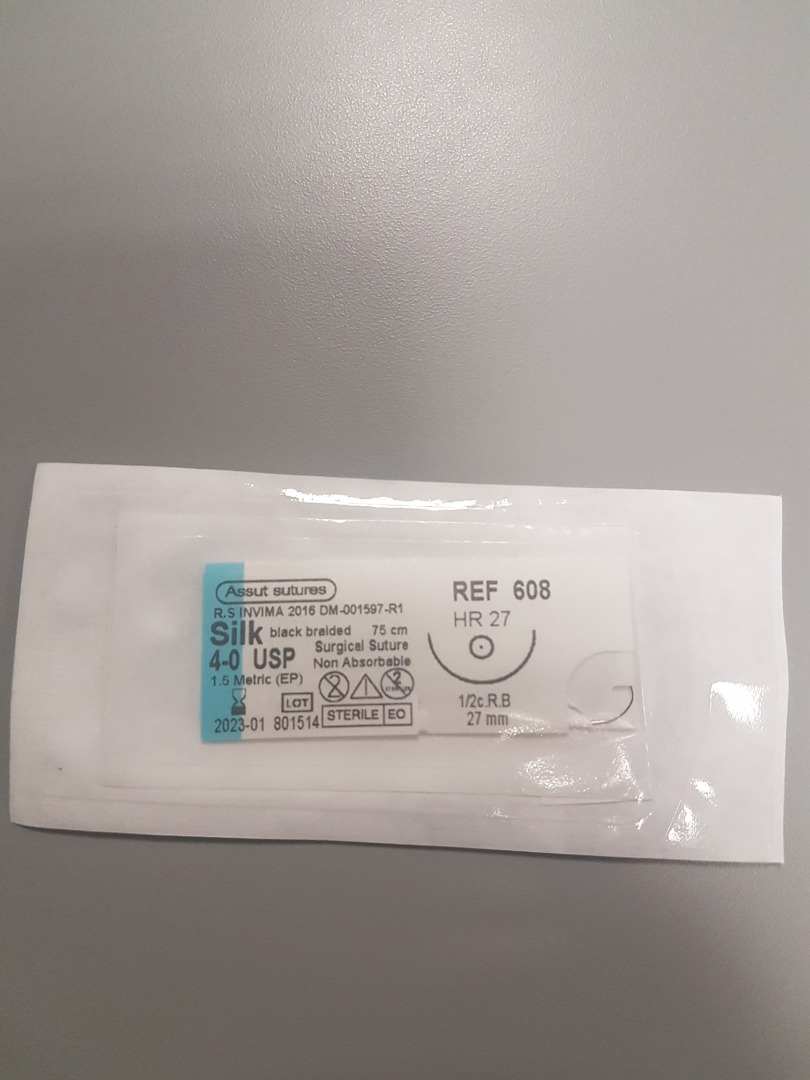 Assut sutures
R.S INVIMA 2016 DM-001597-R1
Silk black braided 75 cm
4-0 USP Surgical Suture
Non Absorbable
1.5 Metric (EP)
2
LOT
2023-01 801514 STERILE EO
REF 608
HR 27
1/2c.R.B
27 mm